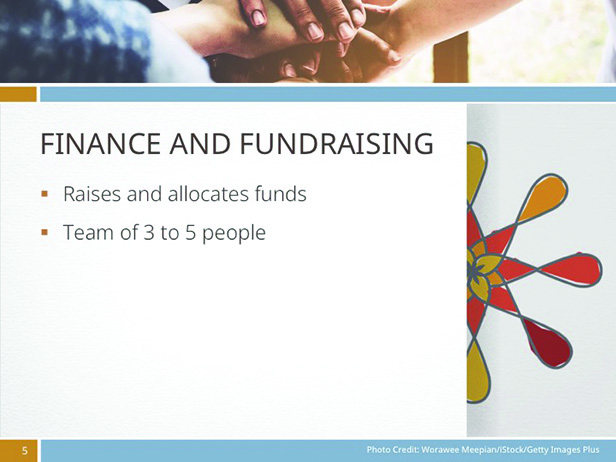 FINANCE AND FUNDRAISING
▪ Raises and allocates funds
▪ Team of 3 to 5 people
5
Photo Credit: Worawee Meepian/iStock/Getty Images Plus